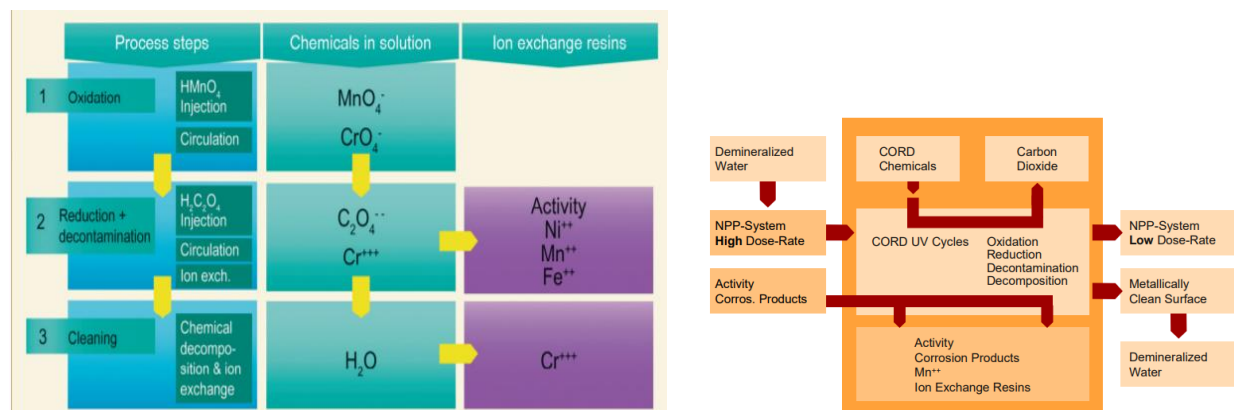 Process steps
Chemicals in solution
Ion exchange resins
1
Oxidation
HMnO₄
Injection
Circulation
MnO₄⁻
CrO₄⁻
2
Reduction +
decontamination
H₂C₂O₄
Injection
Circulation
Ion exch.
C₂O₄⁻⁻
Cr⁺⁺⁺
Activity
Ni⁺⁺
Mn⁺⁺
Fe⁺⁺
3
Cleaning
Chemical
decompo-
sition & ion
exchange
H₂O
Cr⁺⁺⁺
Demineralized
Water
CORD
Chemicals
Carbon
Dioxide
NPP-System
High Dose-Rate
CORD UV Cycles
Oxidation
Reduction
Decontamination
Decomposition
NPP-System
Low Dose-Rate
Activity
Corros. Products
Metallically
Clean Surface
Activity
Corrosion Products
Mn⁺⁺
Ion Exchange Resins
Demineralized
Water